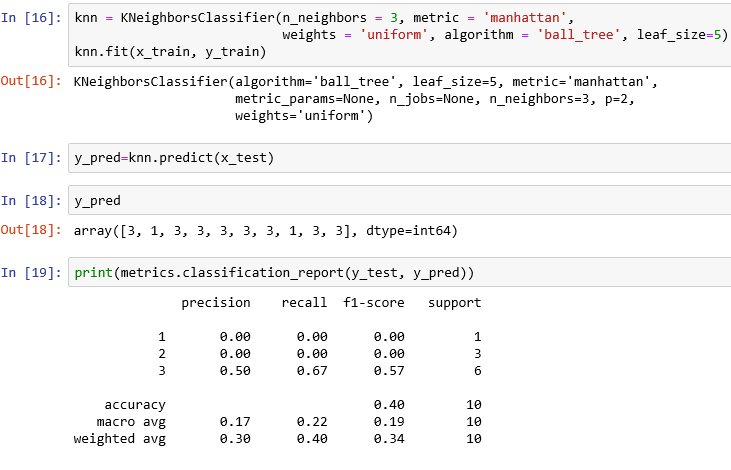 In [16]: knn = KNeighborsClassifier(n_neighbors = 3, metric = 'manhattan',
weights = 'uniform', algorithm = 'ball_tree', leaf_size=5)
knn.fit(x_train, y_train)
Out[16]: KNeighborsClassifier(algorithm='ball_tree', leaf_size=5, metric='manhattan',
metric_params=None, n_jobs=None, n_neighbors=3, p=2,
weights='uniform')
In [17]: y_pred=knn.predict(x_test)
In [18]: y_pred
Out[18]: array([3, 1, 3, 3, 3, 3, 3, 1, 3, 3], dtype=int64)
In [19]: print(metrics.classification_report(y_test, y_pred))
precision recall f1-score support
1 0.00 0.00 0.00 1
2 0.00 0.00 0.00 3
3 0.50 0.67 0.57 6
accuracy 0.40 10
macro avg 0.17 0.22 0.19 10
weighted avg 0.30 0.40 0.34 10